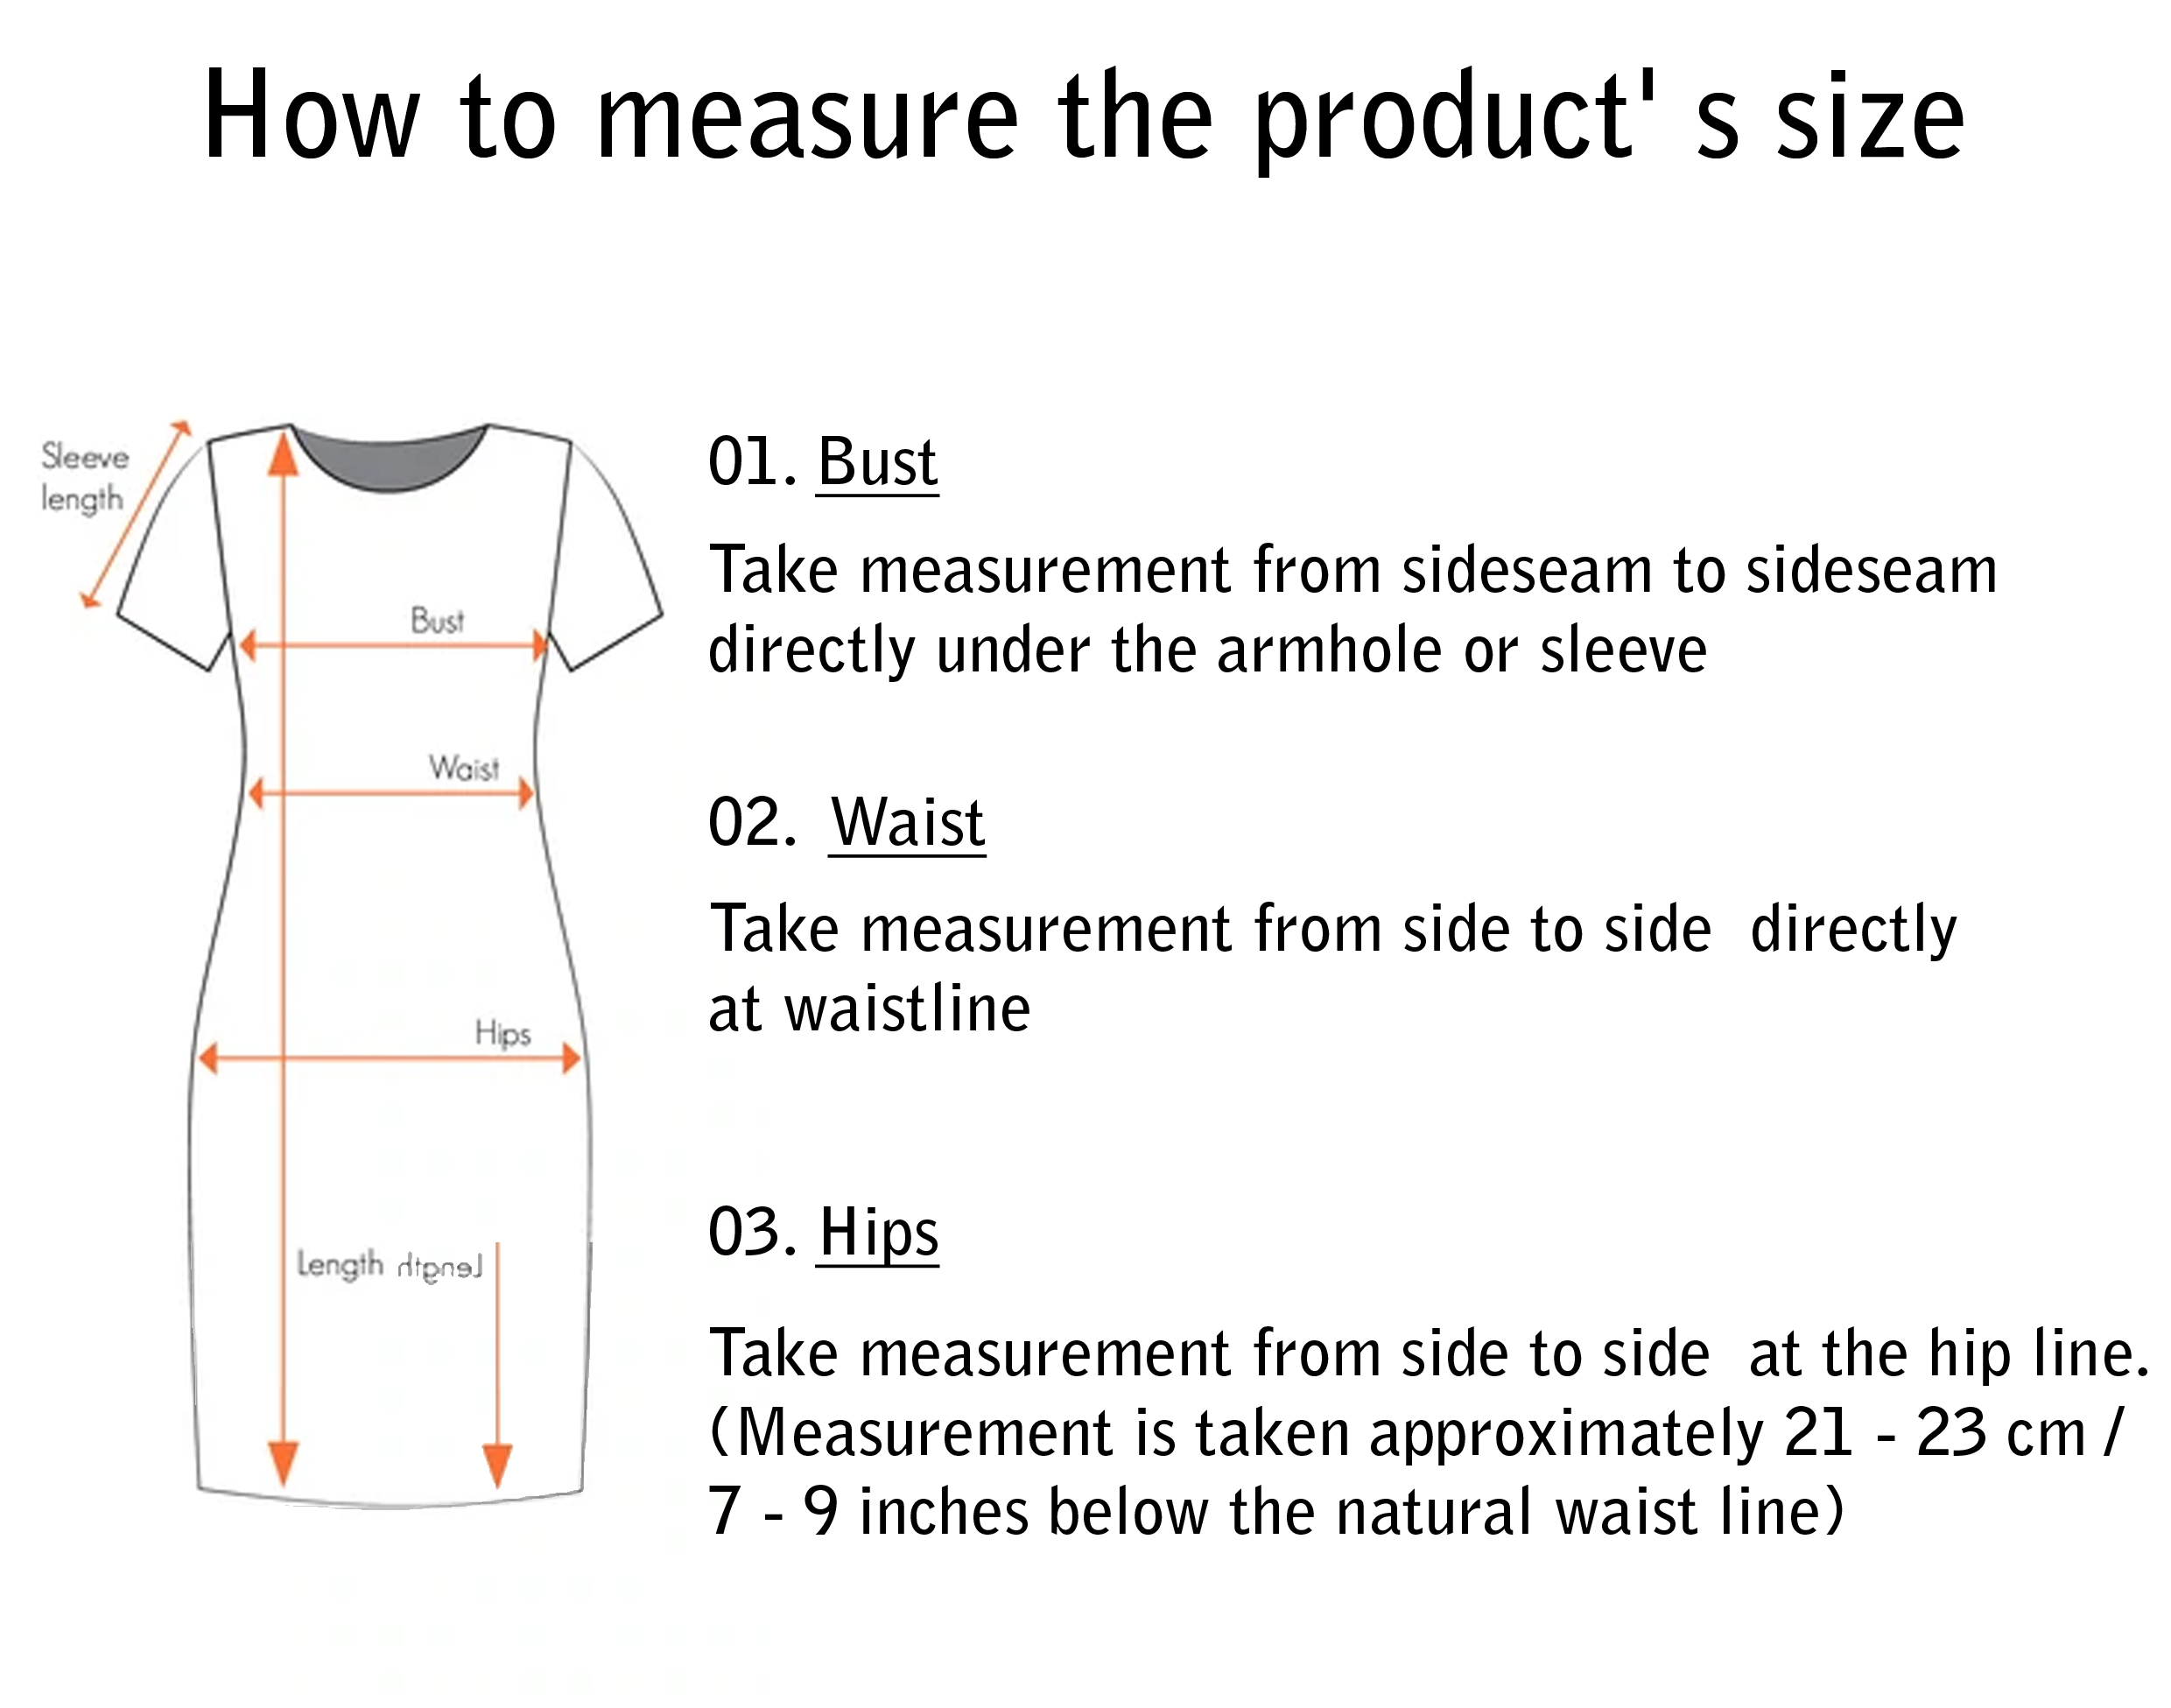 How to measure the product's size
Sleeve
length
Bust
Waist
Hips
Length Length
01. Bust
Take measurement from sideseam to sideseam
directly under the armhole or sleeve
02. Waist
Take measurement from side to side directly
at waistline
03. Hips
Take measurement from side to side at the hip line.
(Measurement is taken approximately 21 - 23 cm /
7 - 9 inches below the natural waist line)